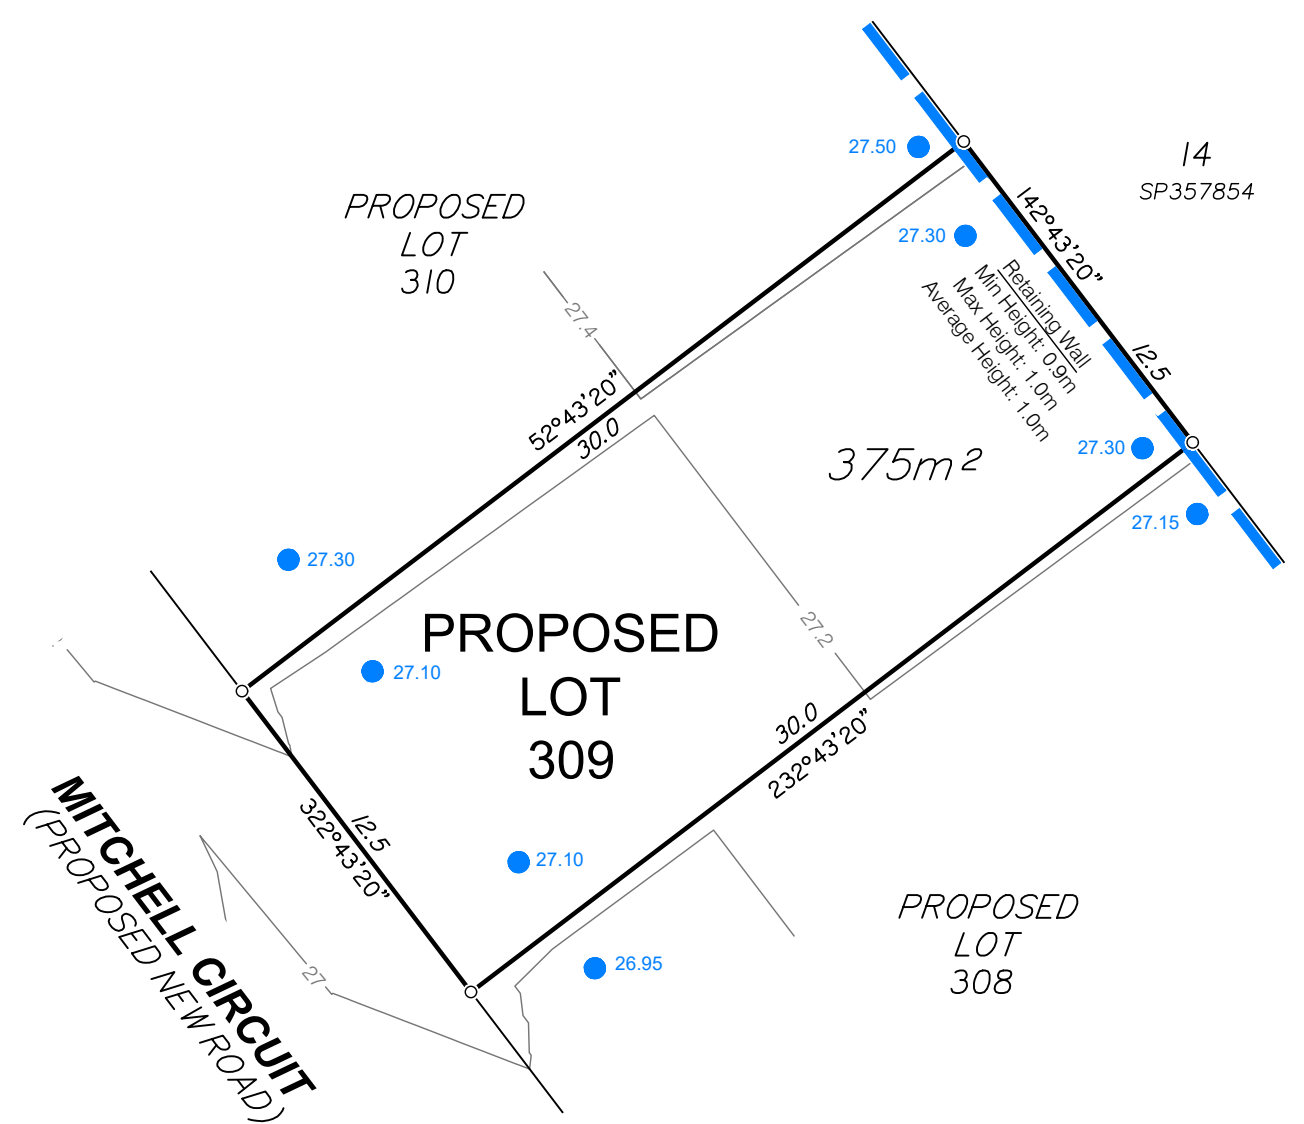 27.50
14
SP357854
PROPOSED
LOT
310
27.30
142°43'20"
Retaining Wall
Min Height: 0.9m
Max Height: 1.0m
Average Height: 1.0m
27.4
12.5
52°43'20"
30.0
375m²
27.30
27.15
27.30
27.2
PROPOSED
LOT
309
27.10
30.0
232°43'20"
12.5
322°43'20"
27.10
MITCHELL CIRCUIT
(PROPOSED NEW ROAD)
27
26.95
PROPOSED
LOT
308